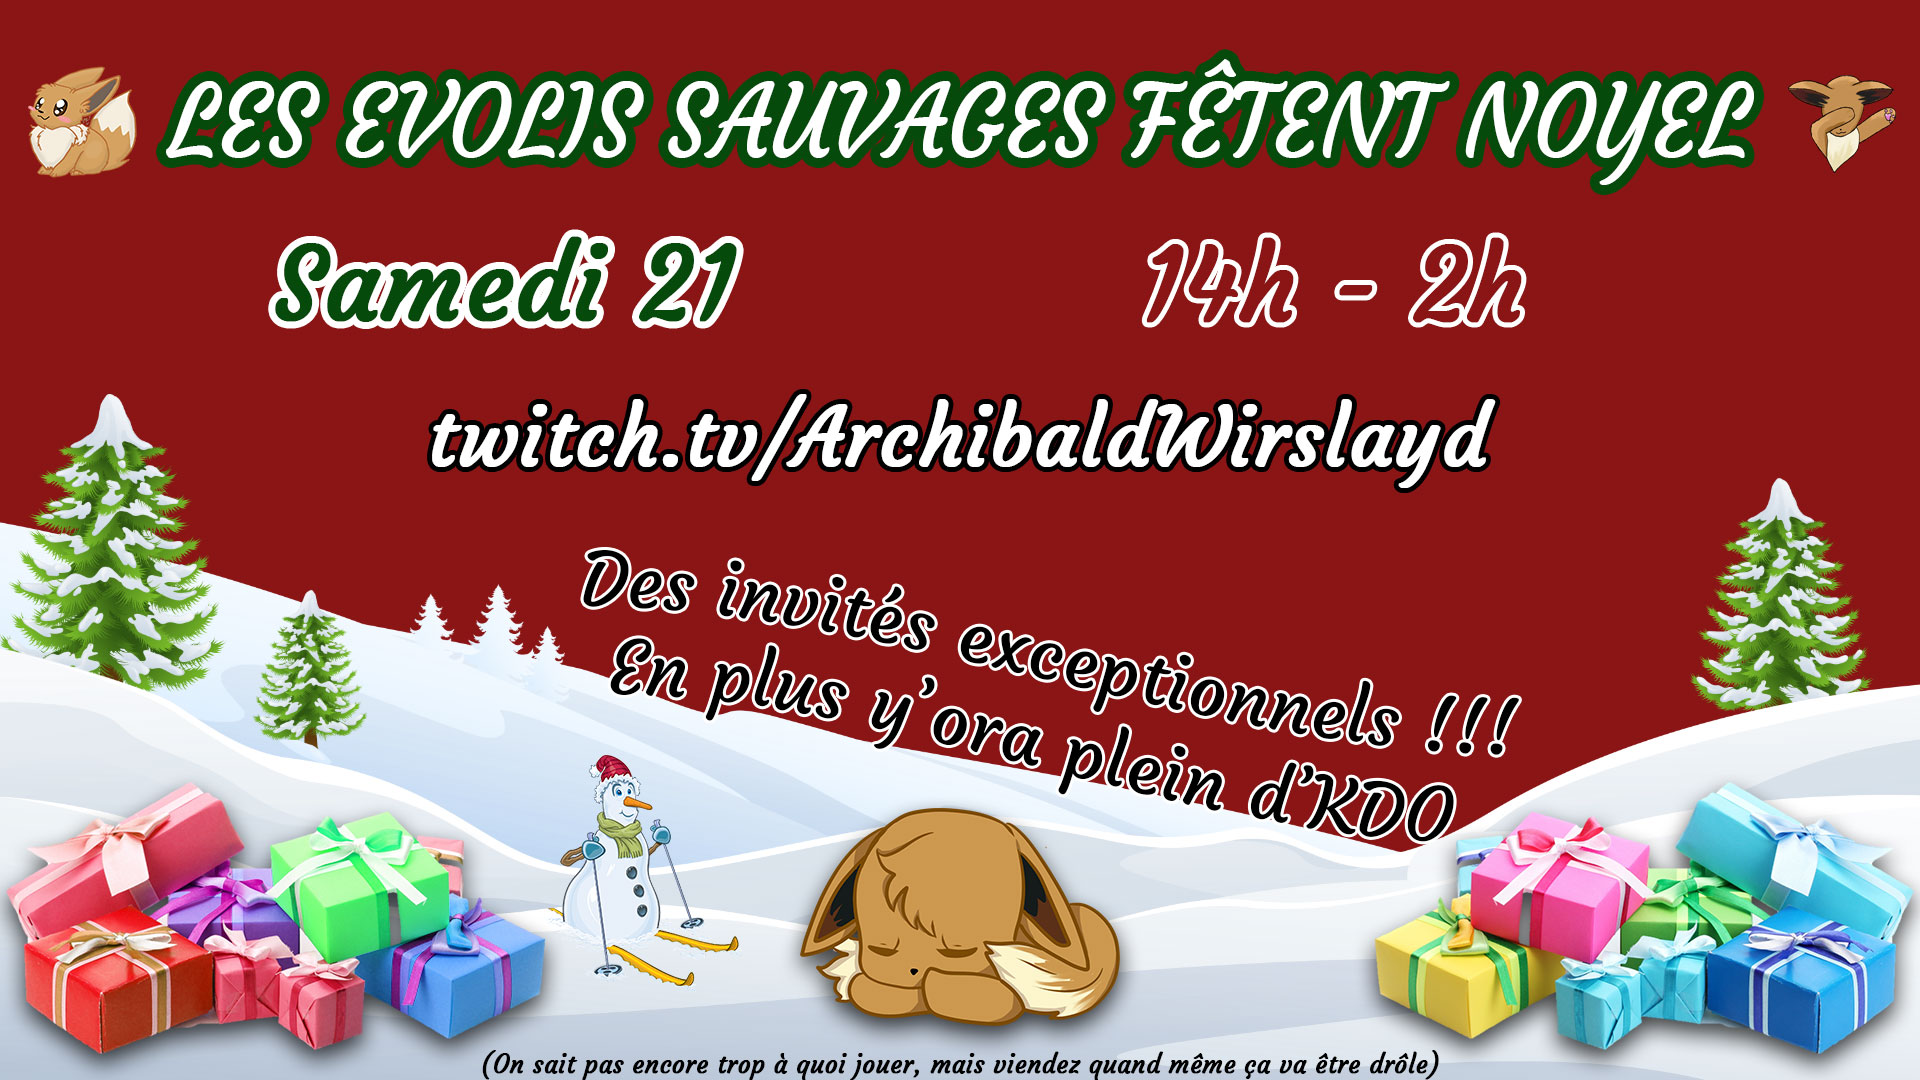 LES EVOLIS SAUVAGES FÊTENT NOYEL
Samedi 21
14h - 2h
twitch.tv/ArchibaldWirslayd
Des invités exceptionnels !!!
En plus y'ora plein d'KDO
(On sait pas encore trop à quoi jouer, mais viendez quand même ça va être drôle)